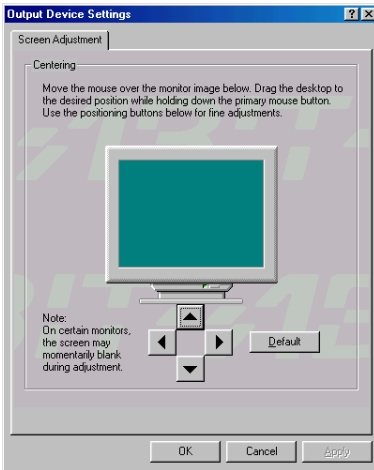 Output Device Settings
Screen Adjustment
Centering
Move the mouse over the monitor image below. Drag the desktop to
the desired position while holding down the primary mouse button.
Use the positioning buttons below for fine adjustments.
Note:
On certain monitors,
the screen may
momentarily blank
during adjustment.
Default
OK
Cancel
Apply